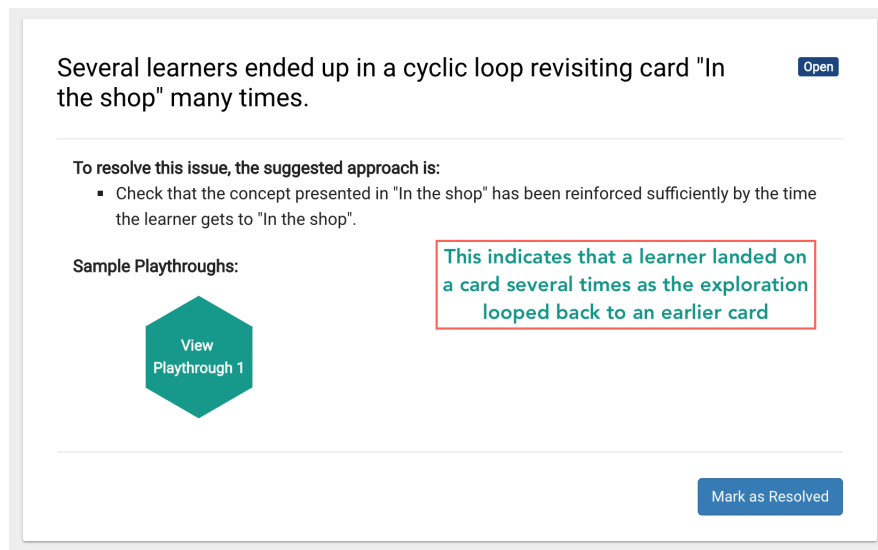 Several learners ended up in a cyclic loop revisiting card "In
the shop" many times.
Open
To resolve this issue, the suggested approach is:
▪ Check that the concept presented in "In the shop" has been reinforced sufficiently by the time
the learner gets to "In the shop".
Sample Playthroughs:
This indicates that a learner landed on
a card several times as the exploration
looped back to an earlier card
View
Playthrough 1
Mark as Resolved